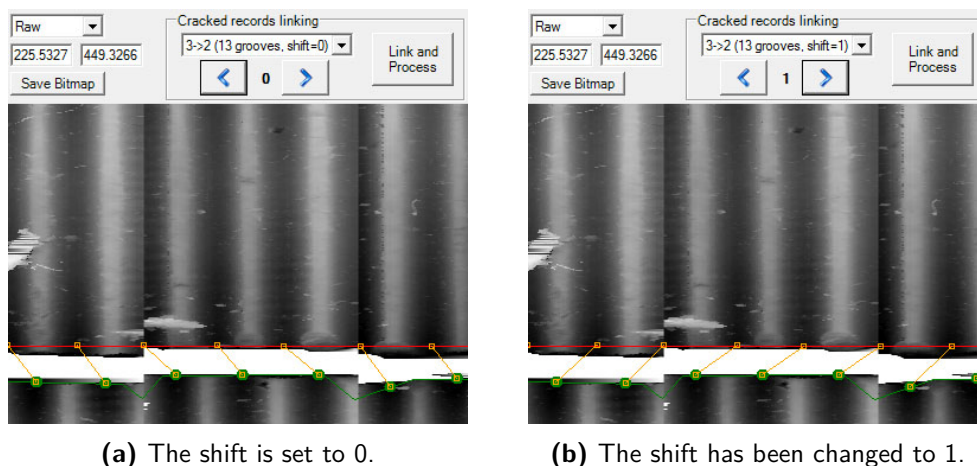 Raw
225.5327 449.3266
Save Bitmap
Cracked records linking
3->2 (13 grooves, shift=0)
0
Link and
Process
Raw
225.5327 449.3266
Save Bitmap
Cracked records linking
3->2 (13 grooves, shift=1)
1
Link and
Process
(a) The shift is set to 0.
(b) The shift has been changed to 1.